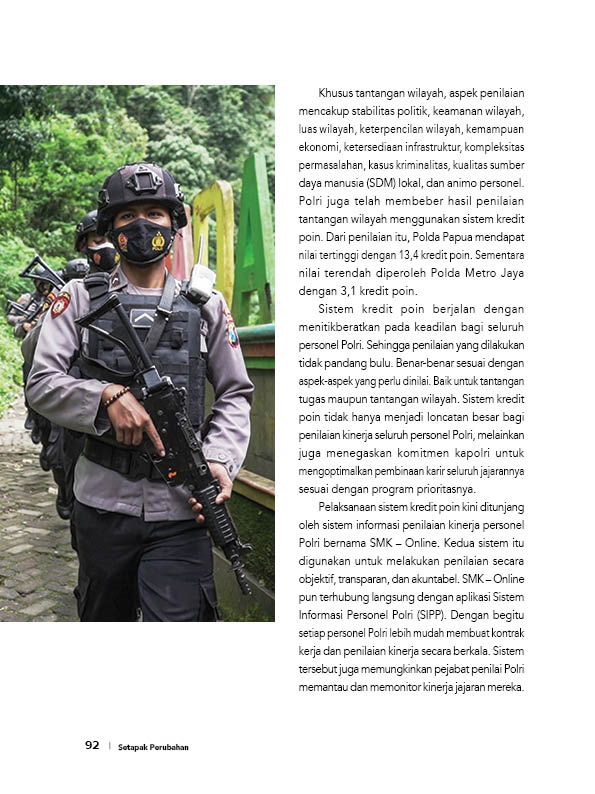 Khusus tantangan wilayah, aspek penilaian
mencakup stabilitas politik, keamanan wilayah,
luas wilayah, keterpencilan wilayah, kemampuan
ekonomi, ketersediaan infrastruktur, kompleksitas
permasalahan, kasus kriminalitas, kualitas sumber
daya manusia (SDM) lokal, dan animo personel.
Polri juga telah membeber hasil penilaian
tantangan wilayah menggunakan sistem kredit
poin. Dari penilaian itu, Polda Papua mendapat
nilai tertinggi dengan 13,4 kredit poin. Sementara
nilai terendah diperoleh Polda Metro Jaya
dengan 3,1 kredit poin.
Sistem kredit poin berjalan dengan
menitikberatkan pada keadilan bagi seluruh
personel Polri. Sehingga penilaian yang dilakukan
tidak pandang bulu. Benar-benar sesuai dengan
aspek-aspek yang perlu dinilai. Baik untuk tantangan
tugas maupun tantangan wilayah. Sistem kredit
poin tidak hanya menjadi loncatan besar bagi
penilaian kinerja seluruh personel Polri, melainkan
juga menegaskan komitmen kapolri untuk
mengoptimalkan pembinaan karir seluruh jajarannya
sesuai dengan program prioritasnya.
Pelaksanaan sistem kredit poin kini ditunjang
oleh sistem informasi penilaian kinerja personel
Polri bernama SMK – Online. Kedua sistem itu
digunakan untuk melakukan penilaian secara
objektif, transparan, dan akuntabel. SMK – Online
pun terhubung langsung dengan aplikasi Sistem
Informasi Personel Polri (SIPP). Dengan begitu
setiap personel Polri lebih mudah membuat kontrak
kerja dan penilaian kinerja secara berkala. Sistem
tersebut juga memungkinkan pejabat penilai Polri
memantau dan memonitor kinerja jajaran mereka.
92 | Setapak Perubahan